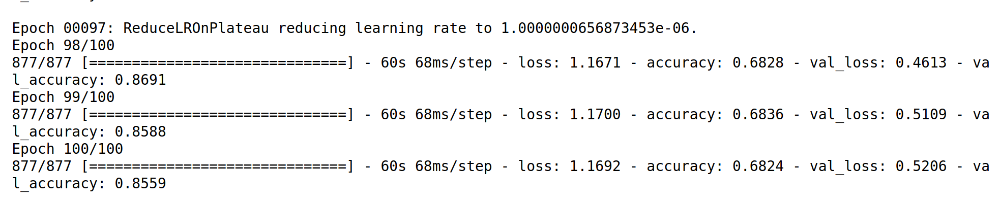 Epoch 00097: ReduceLROnPlateau reducing learning rate to 1.0000000656873453e-06.
Epoch 98/100
877/877 [==============================] - 60s 68ms/step - loss: 1.1671 - accuracy: 0.6828 - val_loss: 0.4613 - va
l_accuracy: 0.8691
Epoch 99/100
877/877 [==============================] - 60s 68ms/step - loss: 1.1700 - accuracy: 0.6836 - val_loss: 0.5109 - va
l_accuracy: 0.8588
Epoch 100/100
877/877 [==============================] - 60s 68ms/step - loss: 1.1692 - accuracy: 0.6824 - val_loss: 0.5206 - va
l_accuracy: 0.8559